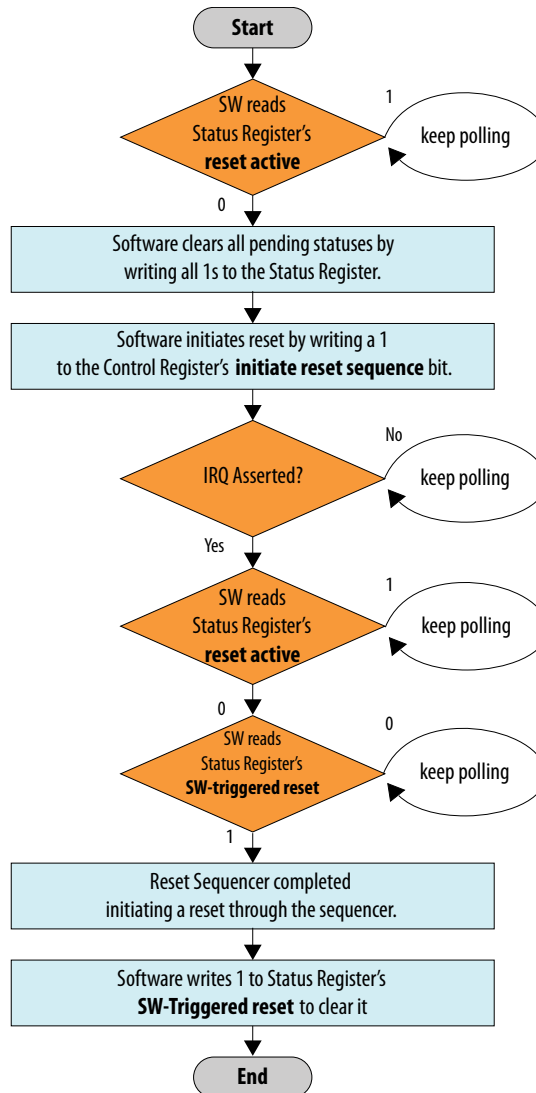 Start
SW reads
Status Register's
reset active
1
keep polling
0
Software clears all pending statuses by
writing all 1s to the Status Register.
Software initiates reset by writing a 1
to the Control Register's initiate reset sequence bit.
IRQ Asserted?
No
keep polling
Yes
SW reads
Status Register's
reset active
1
keep polling
0
SW reads
Status Register's
SW-triggered reset
0
keep polling
1
Reset Sequencer completed
initiating a reset through the sequencer.
Software writes 1 to Status Register's
SW-Triggered reset to clear it
End